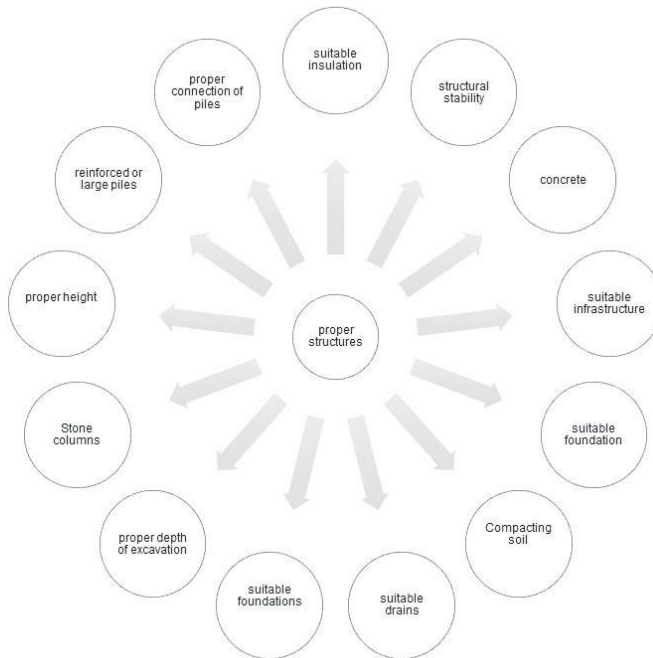 suitable
insulation
structural
stability
concrete
suitable
infrastructure
suitable
foundation
Compacting
soil
suitable
drains
suitable
foundations
proper depth
of excavation
Stone
columns
proper height
reinforced or
large piles
proper
connection of
piles
proper
structures